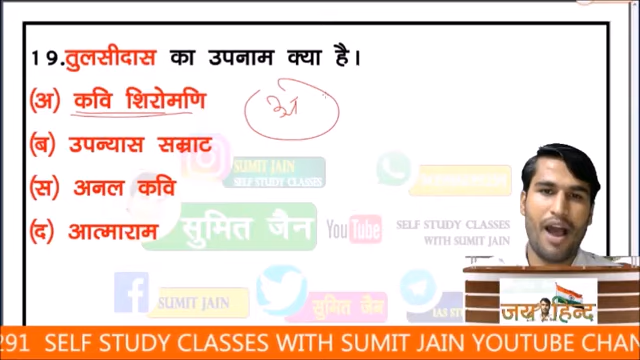 19.तुलसीदास का उपनाम क्या है।
(अ) कवि शिरोमणि
अ
(ब) उपन्यास सम्राट
(स) अनल कवि
(द) आत्माराम
SUMIT JAIN
SELF STUDY CLASSES
सुमित जैन
YouTube
SELF STUDY CLASSES
WITH SUMIT JAIN
SUMIT JAIN
सुमित जैन
IAS
जय हिन्द
291 SELF STUDY CLASSES WITH SUMIT JAIN YOUTUBE CHAN